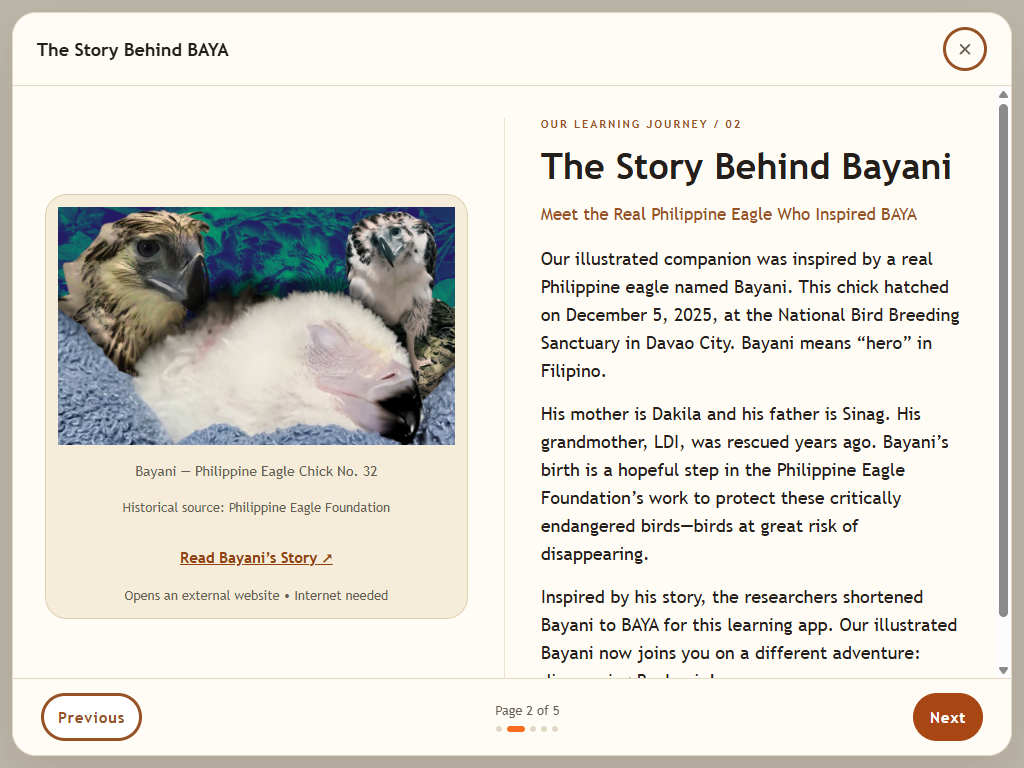 The Story Behind BAYA
Bayani — Philippine Eagle Chick No. 32
Historical source: Philippine Eagle Foundation
Read Bayani’s Story ↗
Opens an external website • Internet needed
OUR LEARNING JOURNEY / 02
The Story Behind Bayani
Meet the Real Philippine Eagle Who Inspired BAYA
Our illustrated companion was inspired by a real
Philippine eagle named Bayani. This chick hatched
on December 5, 2025, at the National Bird Breeding
Sanctuary in Davao City. Bayani means “hero” in
Filipino.
His mother is Dakila and his father is Sinag. His
grandmother, LDI, was rescued years ago. Bayani’s
birth is a hopeful step in the Philippine Eagle
Foundation’s work to protect these critically
endangered birds—birds at great risk of
disappearing.
Inspired by his story, the researchers shortened
Bayani to BAYA for this learning app. Our illustrated
Bayani now joins you on a different adventure:
Previous
Page 2 of 5
Next